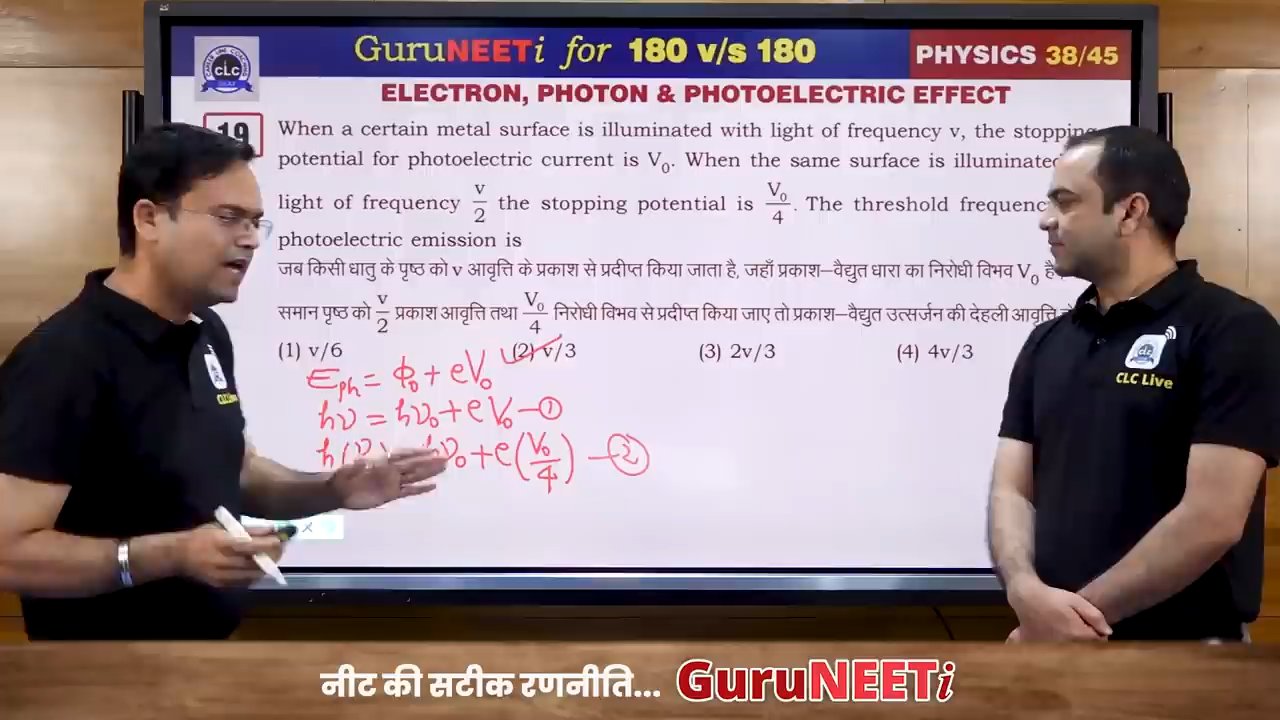 GuruNEETi for 180 v/s 180
PHYSICS 38/45
CLC
ELECTRON, PHOTON & PHOTOELECTRIC EFFECT
19
When a certain metal surface is illuminated with light of frequency v, the stopping
potential for photoelectric current is V₀. When the same surface is illuminated
light of frequency v/2 the stopping potential is V₀/4. The threshold
photoelectric emission is
जब किसी धातु के पृष्ठ को v आवृत्ति के प्रकाश से प्रदीप्त किया जाता है, जहाँ प्रकाश–वैद्युत धारा का निरोधी विभव V₀ है
समान पृष्ठ को v/2 प्रकाश आवृत्ति तथा V₀/4 निरोधी विभव से प्रदीप्त किया जाए तो प्रकाश–वैद्युत उत्सर्जन की देहली आवृत्ति
(1) v/6 (2) v/3 (3) 2v/3 (4) 4v/3
Eph = ϕ₀ + eV₀
hν = hν₀ + eV₀ –①
h(ν hν₀ + e(V₀/4) –②
CLC Live
नीट की सटीक रणनीति... GuruNEETi